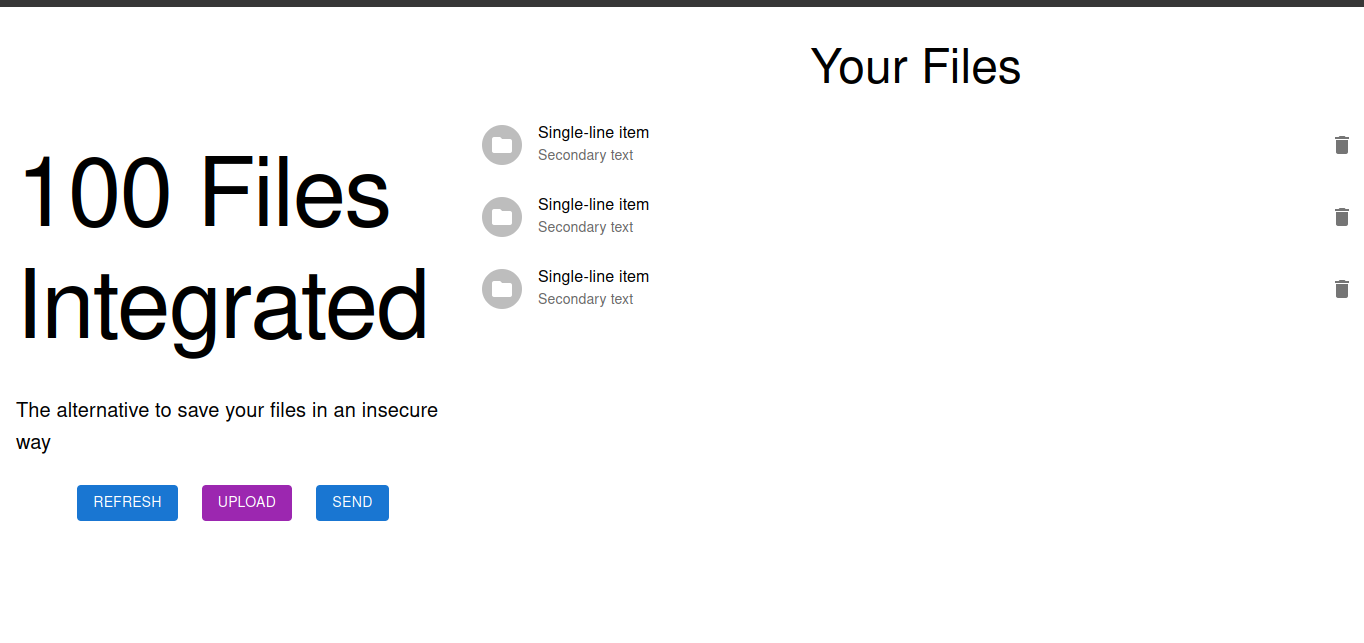 Your Files
100 Files
Integrated
The alternative to save your files in an insecure
way
REFRESH UPLOAD SEND
Single-line item
Secondary text
Single-line item
Secondary text
Single-line item
Secondary text